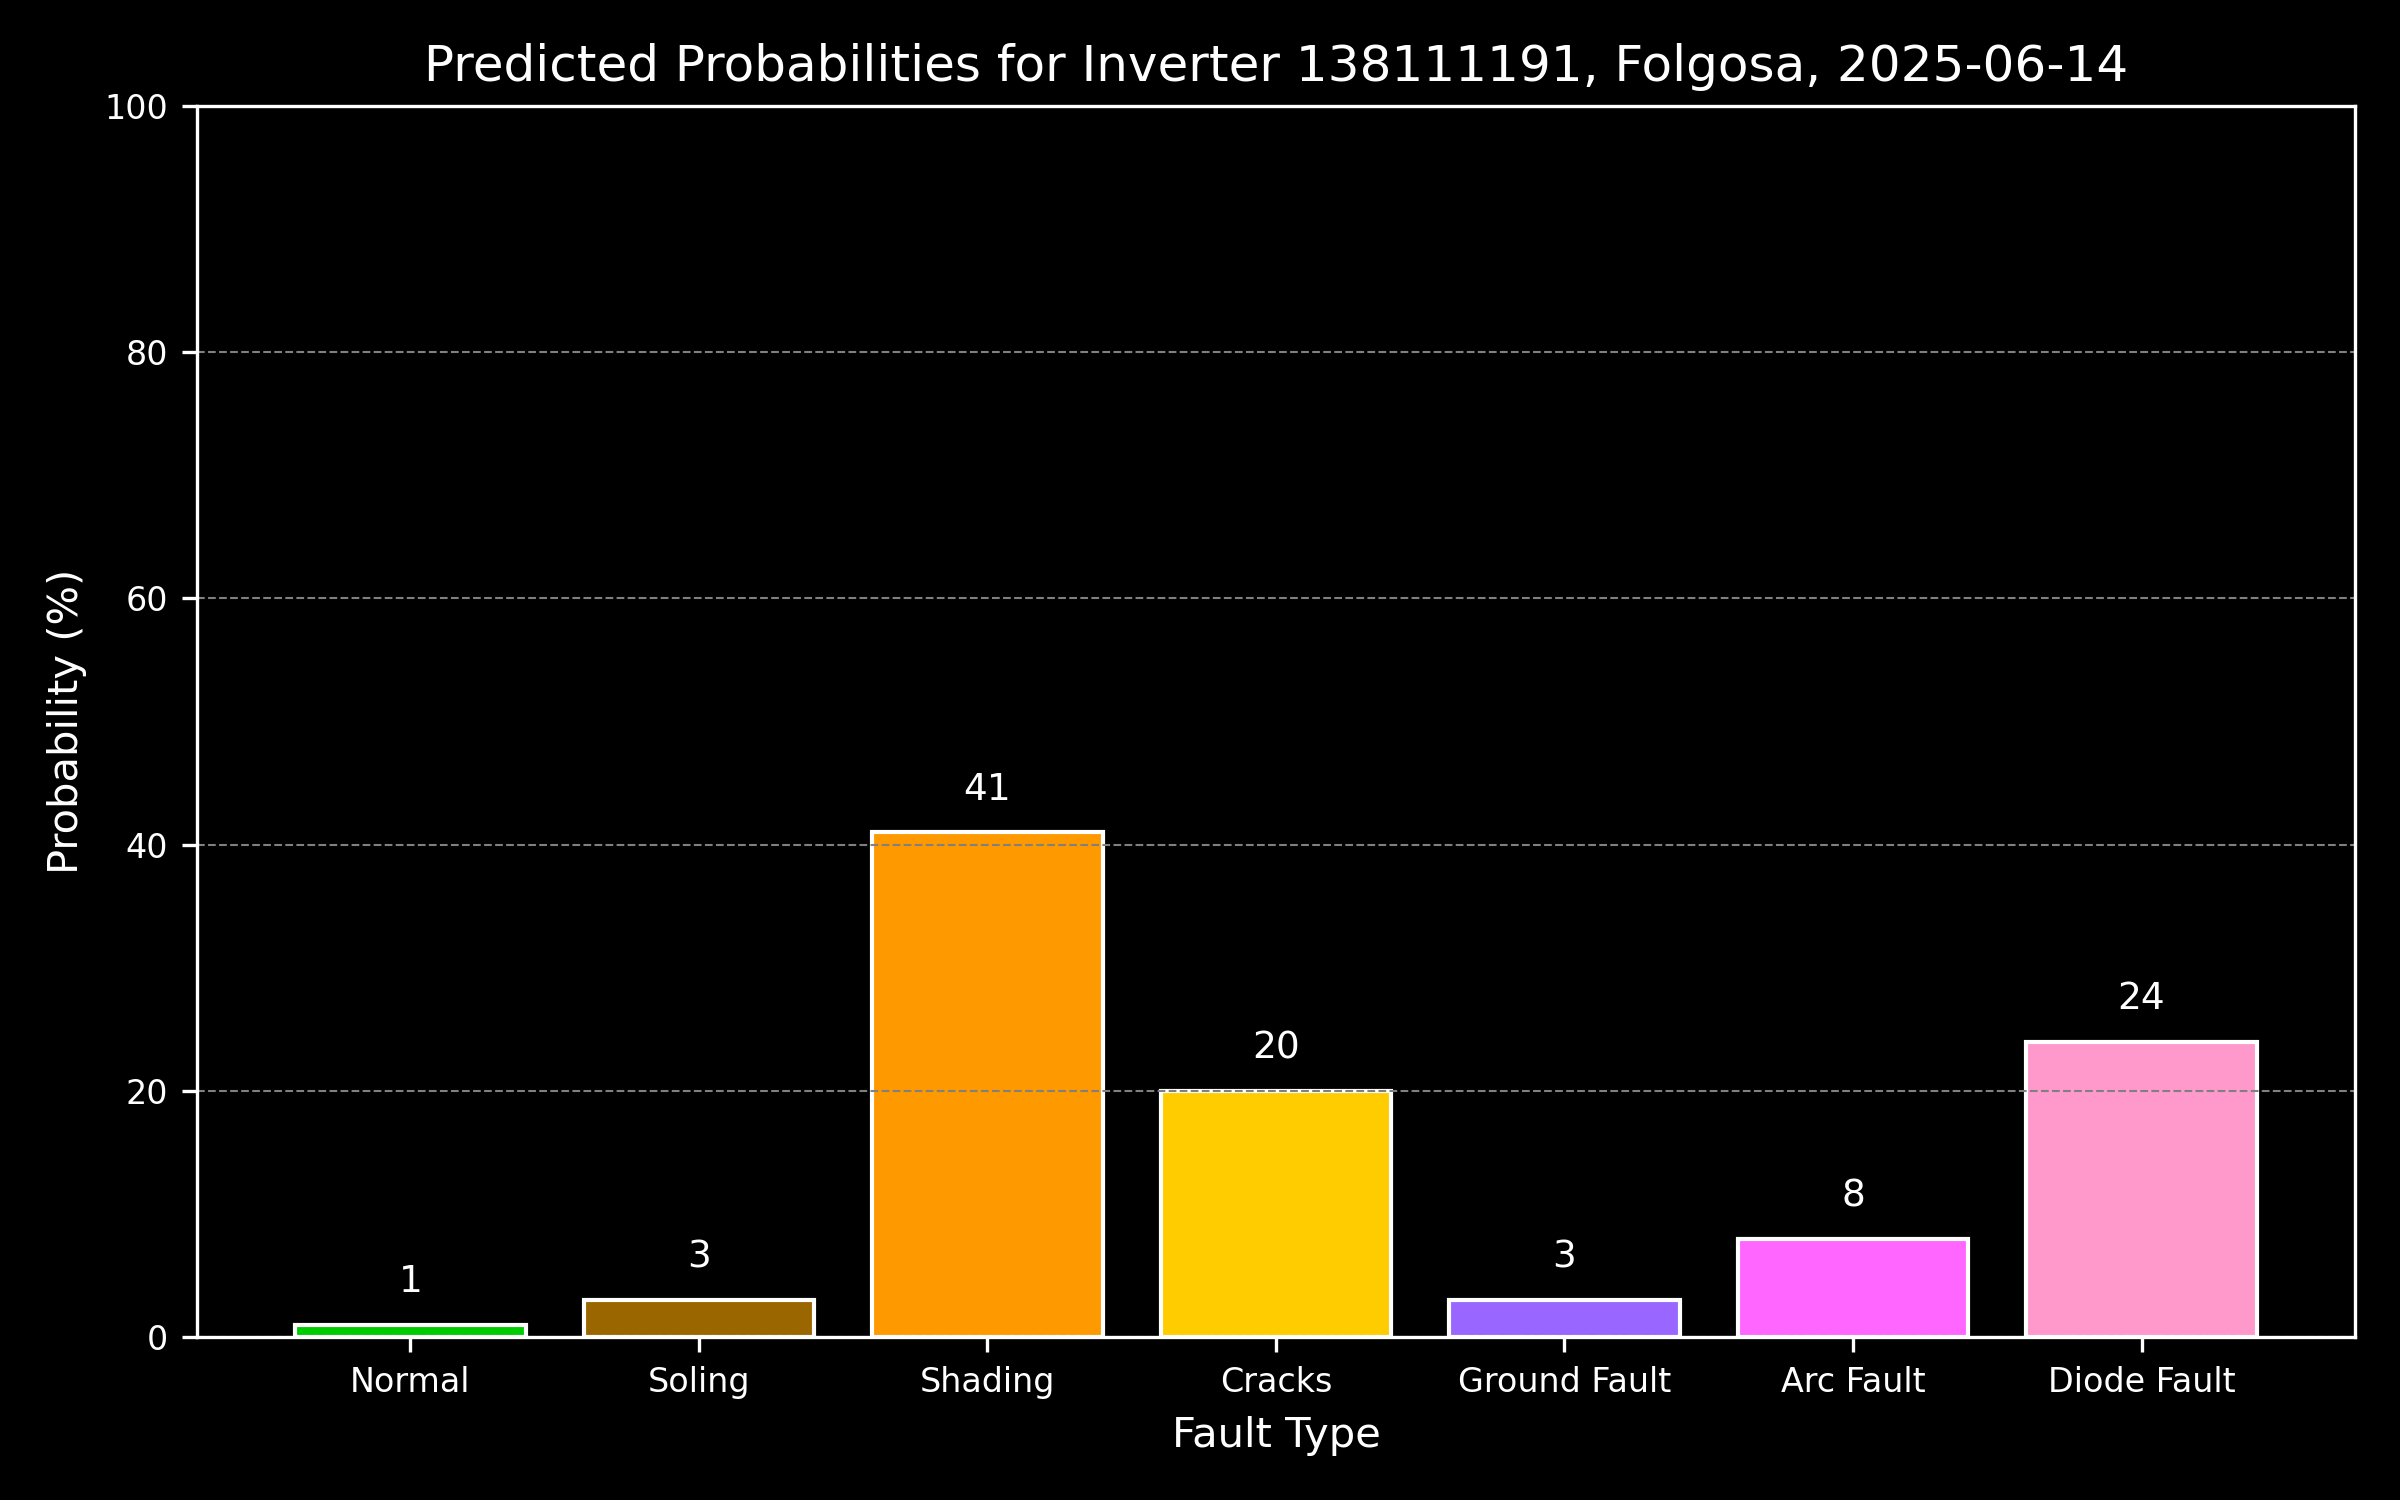 Predicted Probabilities for Inverter 138111191, Folgosa, 2025-06-14
100
80
60
40
20
0
Probability (%)
1
3
41
20
3
8
24
Normal
Soling
Shading
Cracks
Ground Fault
Arc Fault
Diode Fault
Fault Type